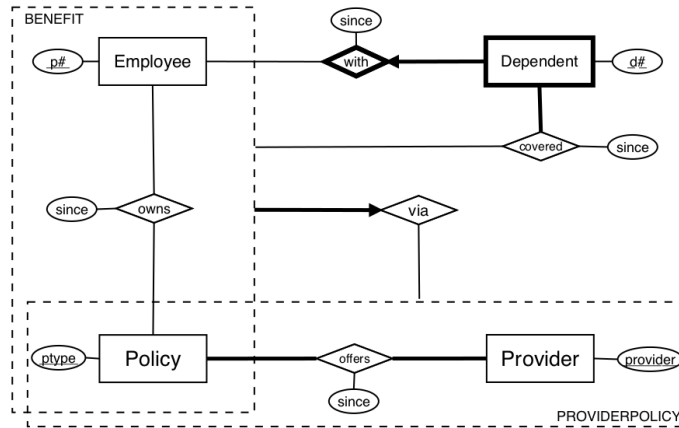 BENEFIT
since
p#
Employee
with
Dependent
d#
covered
since
since
owns
via
ptype
Policy
offers
Provider
provider
since
PROVIDERPOLICY